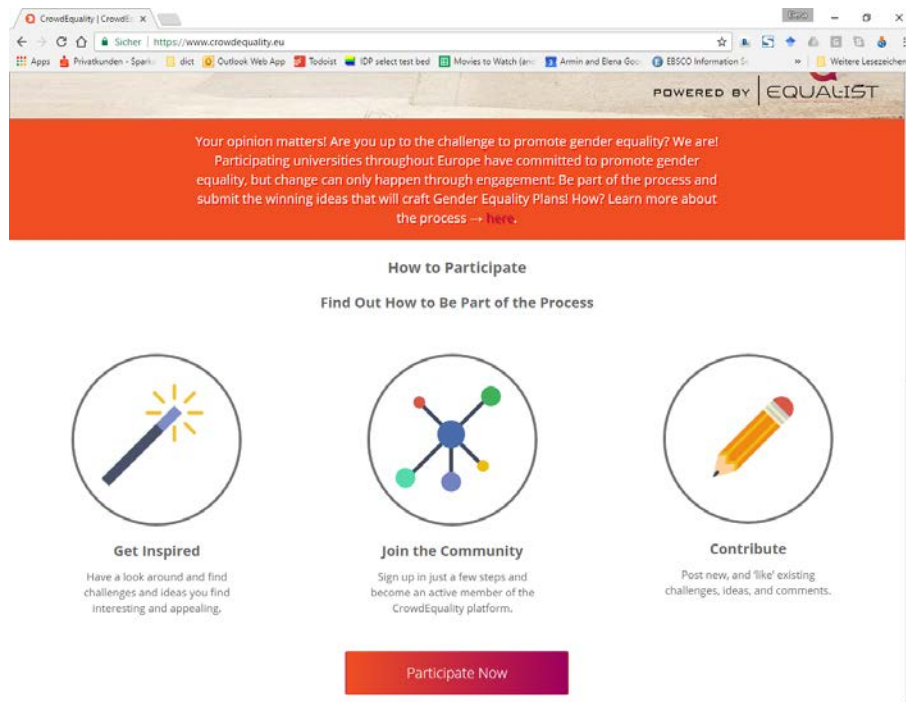 CrowdEquality | CrowdE
Elena
Sicher | https://www.crowdequality.eu
Apps Privatkunden - Spark dict Outlook Web App Todoist IDP select test bed Movies to Watch (an Armin and Elena Goo EBSCO Information S » Weitere Lesezeichen
POWERED BY | EQUAL-IST
Your opinion matters! Are you up to the challenge to promote gender equality? We are!
Participating universities throughout Europe have committed to promote gender
equality, but change can only happen through engagement: Be part of the process and
submit the winning ideas that will craft Gender Equality Plans! How? Learn more about
the process → here.
How to Participate
Find Out How to Be Part of the Process
Get Inspired
Have a look around and find
challenges and ideas you find
interesting and appealing.
Join the Community
Sign up in just a few steps and
become an active member of the
CrowdEquality platform.
Contribute
Post new, and 'like' existing
challenges, ideas, and comments.
Participate Now